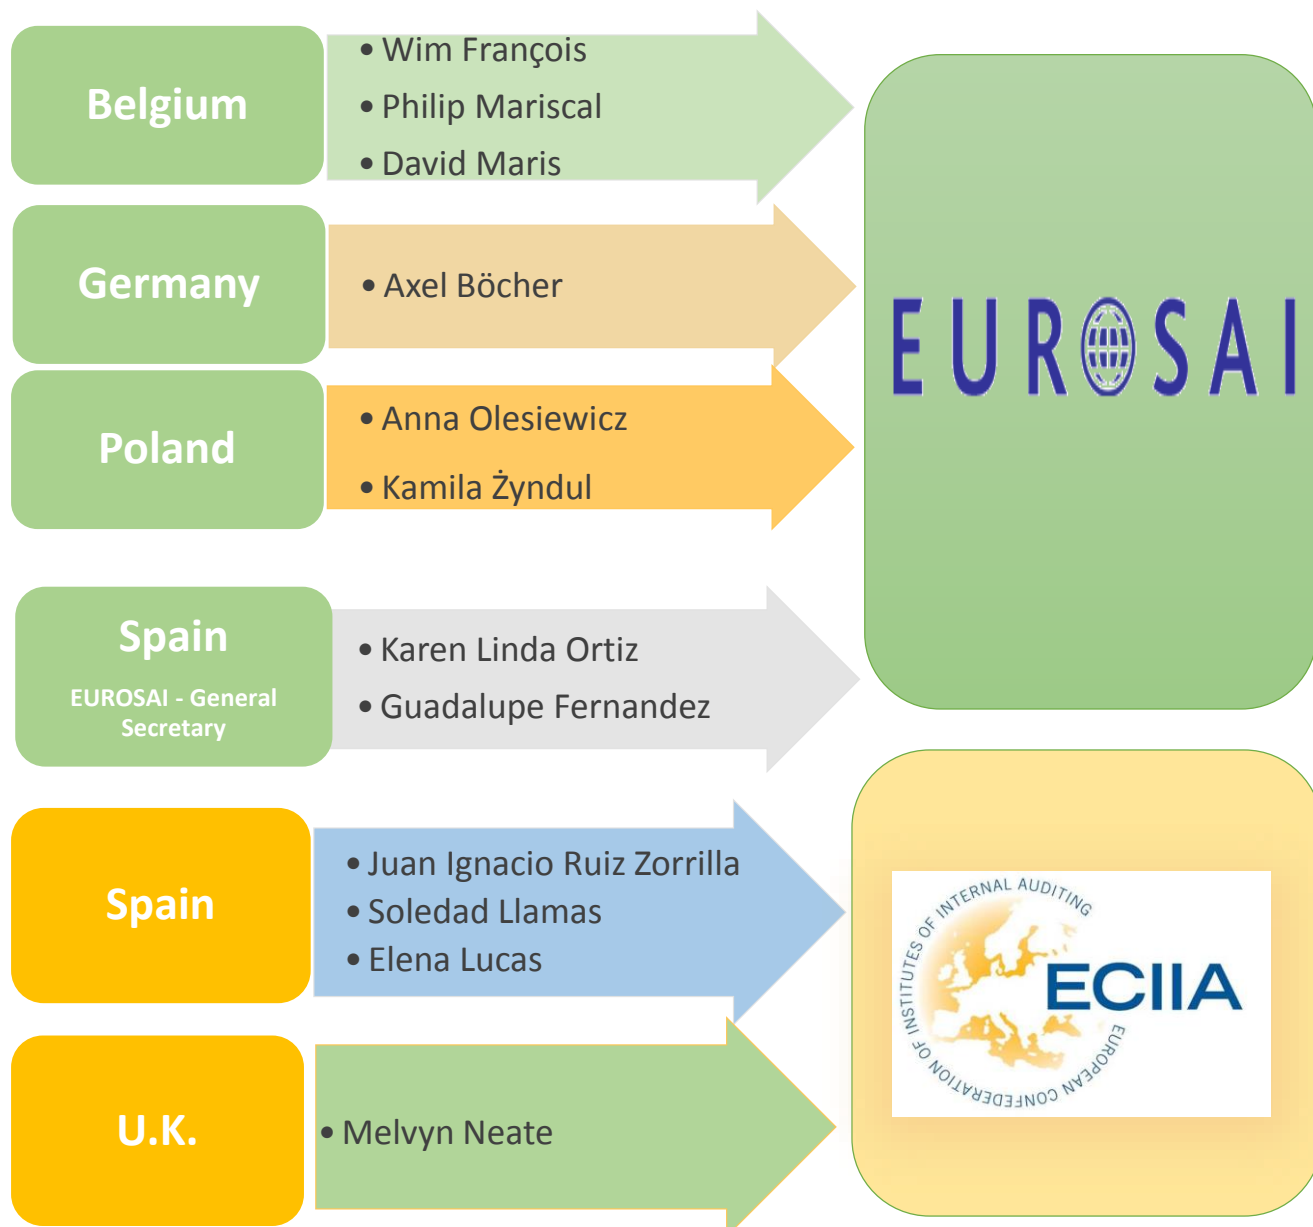 Belgium
• Wim François
• Philip Mariscal
• David Maris
Germany
• Axel Böcher
Poland
• Anna Olesiewicz
• Kamila Żyndul
EUROSAI
Spain
EUROSAI - General
Secretary
• Karen Linda Ortiz
• Guadalupe Fernandez
Spain
• Juan Ignacio Ruiz Zorrilla
• Soledad Llamas
• Elena Lucas
U.K.
• Melvyn Neate
EUROPEAN CONFEDERATION OF INSTITUTES OF INTERNAL AUDITING
ECIIA